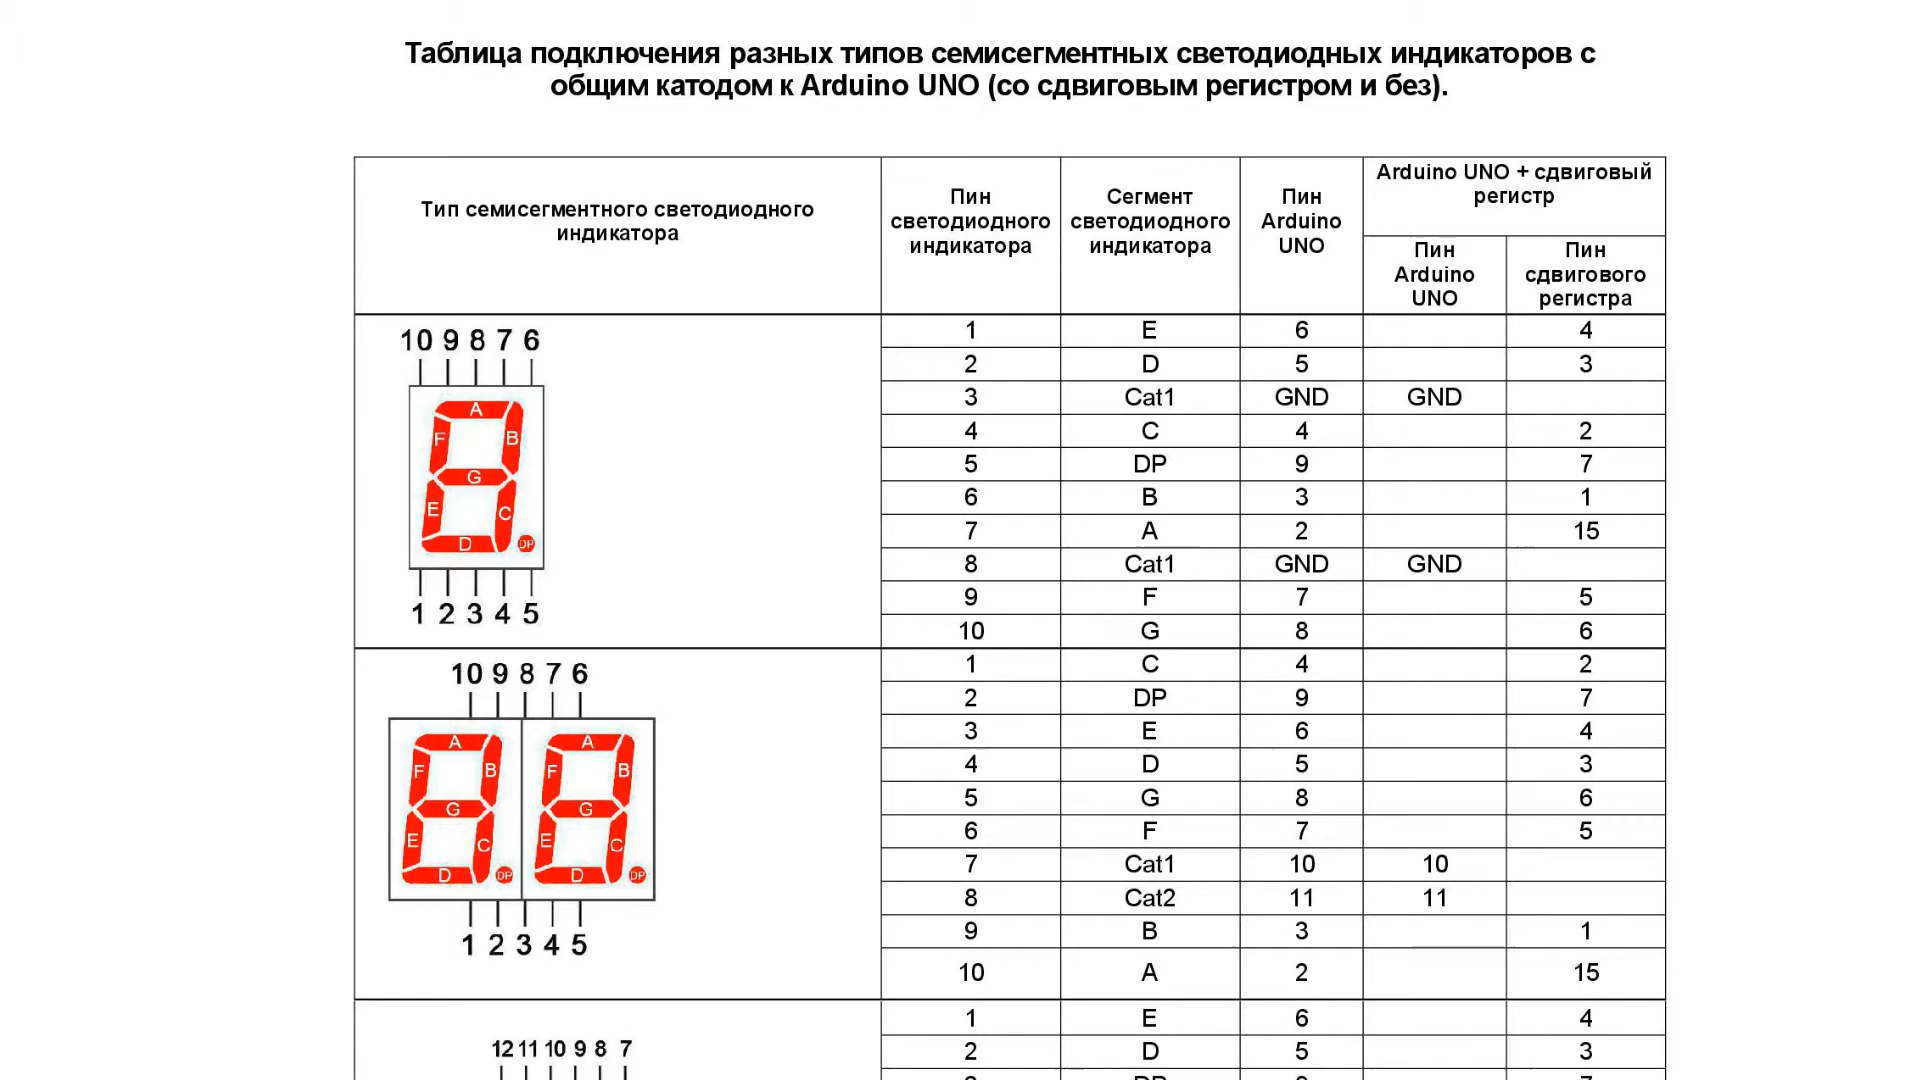 Таблица подключения разных типов семисегментных светодиодных индикаторов с
общим катодом к Arduino UNO (со сдвиговым регистром и без).
Тип семисегментного светодиодного
индикатора
Пин
светодиодного
индикатора
Сегмент
светодиодного
индикатора
Пин
Arduino
UNO
Arduino UNO + сдвиговый
регистр
Пин
Arduino
UNO
Пин
сдвигового
регистра
10 9 8 7 6
A
F B
G
E C
D DP
1 2 3 4 5
1 E 6 4
2 D 5 3
3 Cat1 GND GND
4 C 4 2
5 DP 9 7
6 B 3 1
7 A 2 15
8 Cat1 GND GND
9 F 7 5
10 G 8 6
10 9 8 7 6
A A
F B F B
G G
E C E C
D DP D DP
1 2 3 4 5
1 C 4 2
2 DP 9 7
3 E 6 4
4 D 5 3
5 G 8 6
6 F 7 5
7 Cat1 10 10
8 Cat2 11 11
9 B 3 1
10 A 2 15
12 11 10 9 8 7
1 E 6 4
2 D 5 3